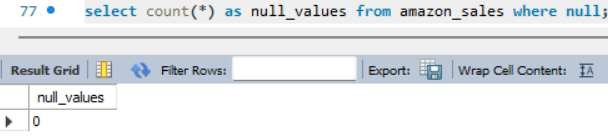 77 select count(*) as null_values from amazon_sales where null;
Result Grid Filter Rows: Export: Wrap Cell Content: IA
null_values
0